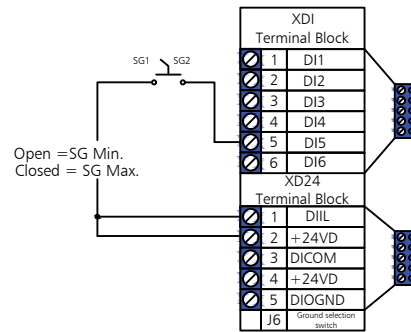 XDI
Terminal Block
SG1 SG2
1 DI1
2 DI2
3 DI3
4 DI4
5 DI5
6 DI6
Open =SG Min.
Closed = SG Max.
XD24
Terminal Block
1 DIIL
2 +24VD
3 DICOM
4 +24VD
5 DIOGND
J6 Ground selection
switch